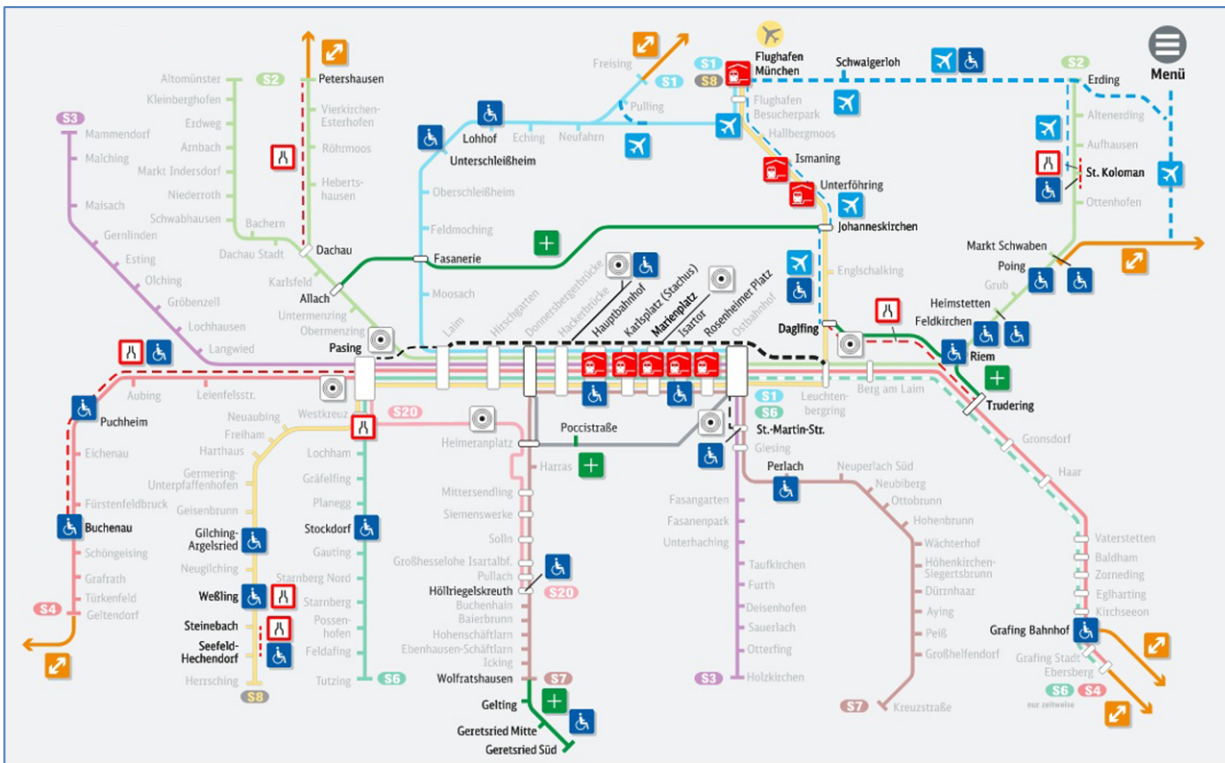 S1
S8
Flughafen
München
Schwaigerloh
Menü
Freising
S1
S2
Erding
Altomünster
S2
Petershausen
Kleinberghofen
Erdweg
Arnbach
Markt Indersdorf
Niederroth
Schwabhausen
Bachern
Dachau Stadt
Vierkirchen-
Esterhofen
Röhrmoos
Heberts-
hausen
Dachau
Karlsfeld
Allach
Untermenzing
Obermenzing
Pasing
S3
Mammendorf
Malching
Maisach
Gernlinden
Esting
Olching
Gröbenzell
Lochhausen
Langwied
Pulling
Neufahrn
Eching
Lohhof
Unterschleißheim
Oberschleißheim
Feldmoching
Fasanerie
Moosach
Flughafen
Besucherpark
Hallbergmoos
Ismaning
Unterföhring
Johanneskirchen
Englschalking
Daglfing
Altenerding
Aufhausen
St. Koloman
Ottenhofen
Markt Schwaben
Poing
Grub
Heimstetten
Feldkirchen
Riem
Trudering
Laim
Hirschgarten
Donnersbergerbrücke
Hackerbrücke
Hauptbahnhof
Karlsplatz (Stachus)
Marienplatz
Isartor
Rosenheimer Platz
Ostbahnhof
Leuchten-
bergring
Berg am Laim
Gronsdorf
Haar
Vaterstetten
Baldham
Zorneding
Eglharting
Kirchseeon
Grafing Bahnhof
Grafing Stadt
Ebersberg
S6
S4
nur zeitweise
Aubing
Leienfelsstr.
Puchheim
Eichenau
Fürstenfeldbruck
Buchenau
Schöngeising
Grafrath
Türkenfeld
S4
Geltendorf
Westkreuz
Neuaubing
Freiham
Harthaus
Germering-
Unterpfaffenhofen
Geisenbrunn
Gilching-
Argelsried
Neugilching
Weßling
Steinebach
Seefeld-
Hechendorf
Herrsching
S8
Lochham
Gräfelfing
Planegg
Stockdorf
Gauting
Starnberg Nord
Starnberg
Possen-
hofen
Feldafing
Tutzing
S6
S20
Heimeranplatz
Poccistraße
Harras
Mittersendling
Siemenswerke
Solln
Großhesselohe Isartalbf.
Pullach
Höllriegelskreuth
S20
Buchenhain
Baierbrunn
Hohenschäftlarn
Ebenhausen-Schäftlarn
Icking
Wolfratshausen
S7
Gelting
Geretsried Mitte
Geretsried Süd
S1
S6
St.-Martin-Str.
Giesing
Fasangarten
Fasanenpark
Unterhaching
Taufkirchen
Furth
Deisenhofen
Sauerlach
Otterfing
S3
Holzkirchen
Perlach
Neuperlach Süd
Neubiberg
Ottobrunn
Hohenbrunn
Wächterhof
Höhenkirchen-
Siegertsbrunn
Dürrnhaar
Aying
Peiß
Großhelfendorf
S7
Kreuzstraße